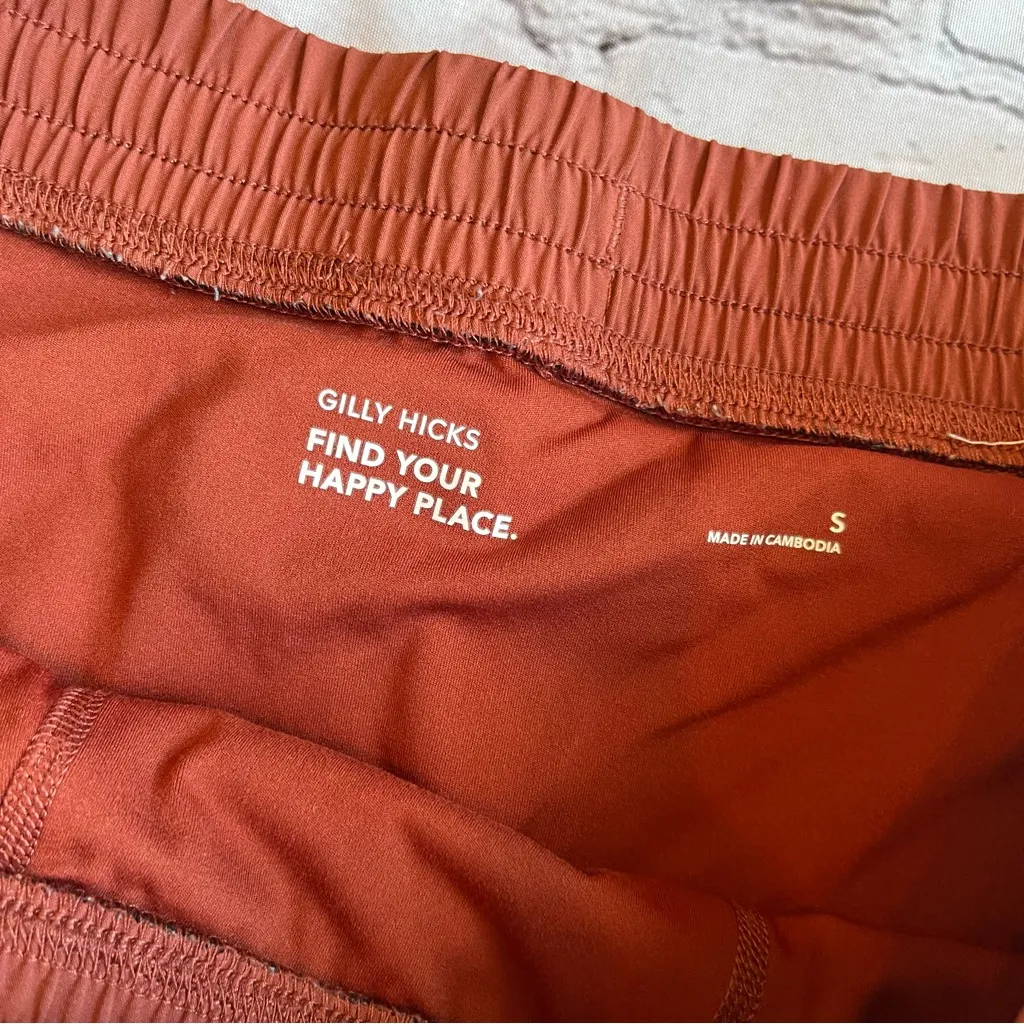 GILLY HICKS
FIND YOUR
HAPPY PLACE.
S
MADE IN CAMBODIA